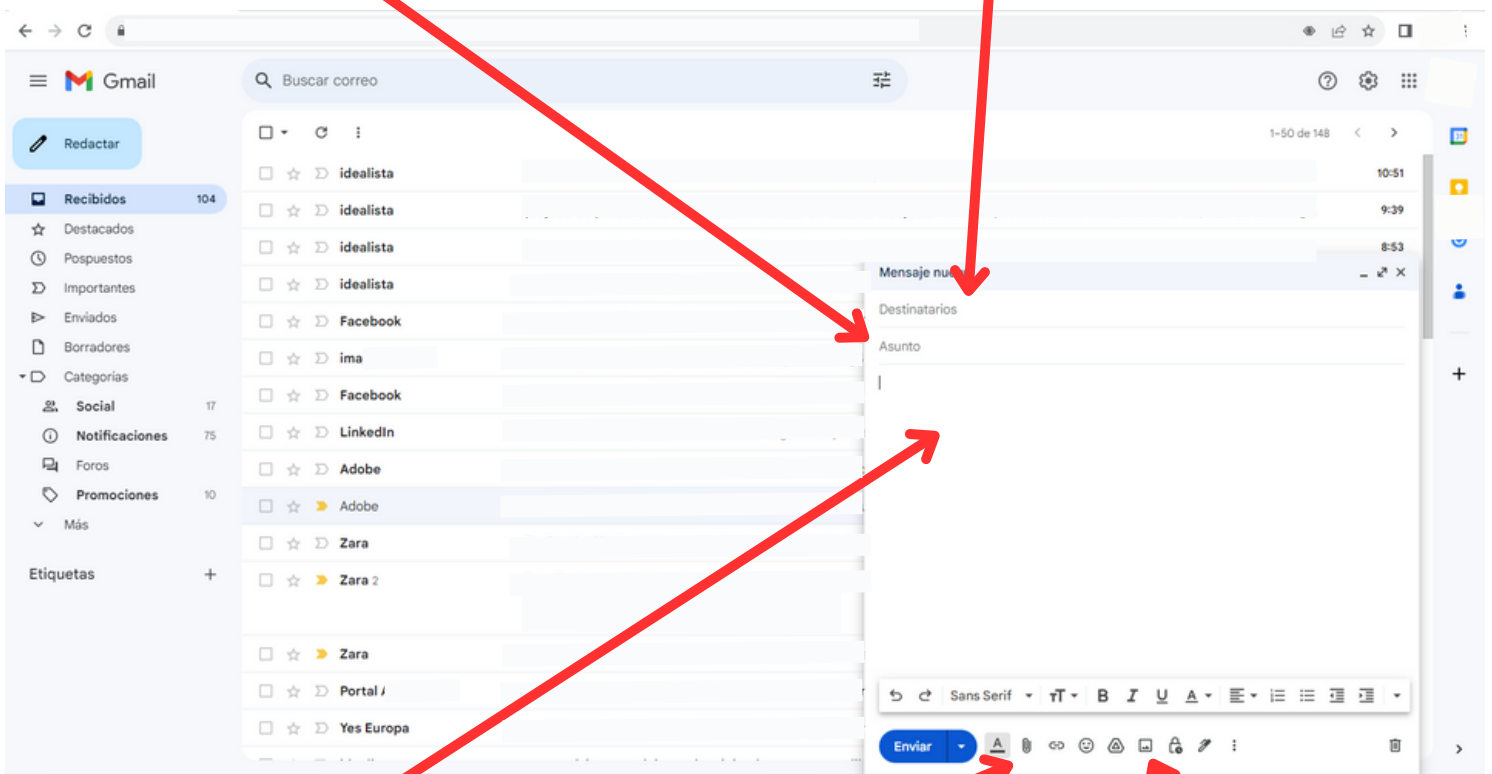 Gmail
Buscar correo
Redactar
1-50 de 148
Recibidos 104
Destacados
Pospuestos
Importantes
Enviados
Borradores
Categorías
Social 17
Notificaciones 75
Foros
Promociones 10
Más
Etiquetas
idealista 10:51
idealista 9:39
idealista 8:53
idealista
Facebook
ima
Facebook
LinkedIn
Adobe
Adobe
Zara
Zara 2
Zara
Portal
Yes Europa
Mensaje
Destinatarios
Asunto
Sans Serif
Enviar